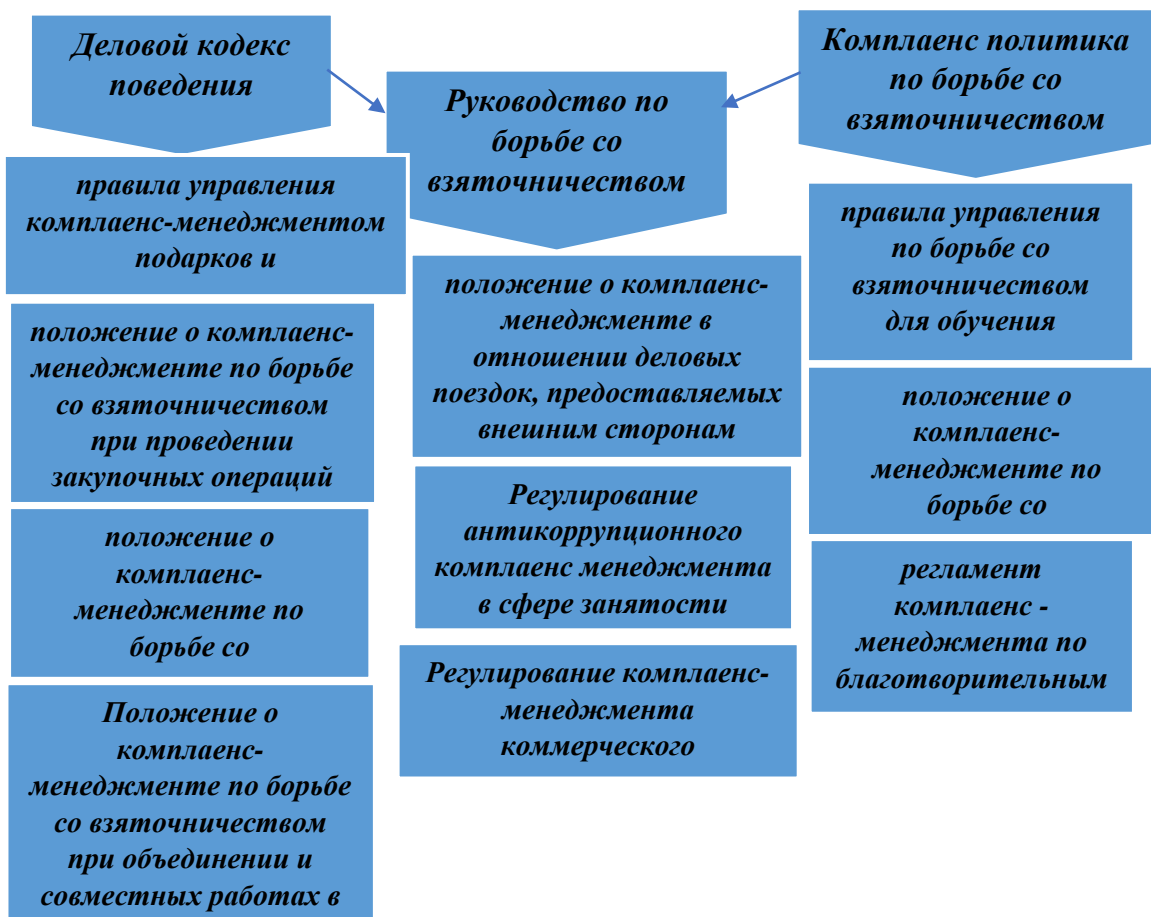 Деловой кодекс
поведения
правила управления
комплаенс-менеджментом
подарков и
положение о комплаенс-
менеджменте по борьбе
со взяточничеством
при проведении
закупочных операций
положение о
комплаенс-
менеджменте по
борьбе со
Положение о
комплаенс-
менеджменте по борьбе
со взяточничеством
при объединении и
совместных работах в
Руководство по
борьбе со
взяточничеством
положение о комплаенс-
менеджменте в
отношении деловых
поездок, предоставляемых
внешним сторонам
Регулирование
антикоррупционного
комплаенс менеджмента
в сфере занятости
Регулирование комплаенс-
менеджмента
коммерческого
Комплаенс политика
по борьбе со
взяточничеством
правила управления
по борьбе со
взяточничеством
для обучения
положение о
комплаенс-
менеджменте по
борьбе со
регламент
комплаенс -
менеджмента по
благотворительным